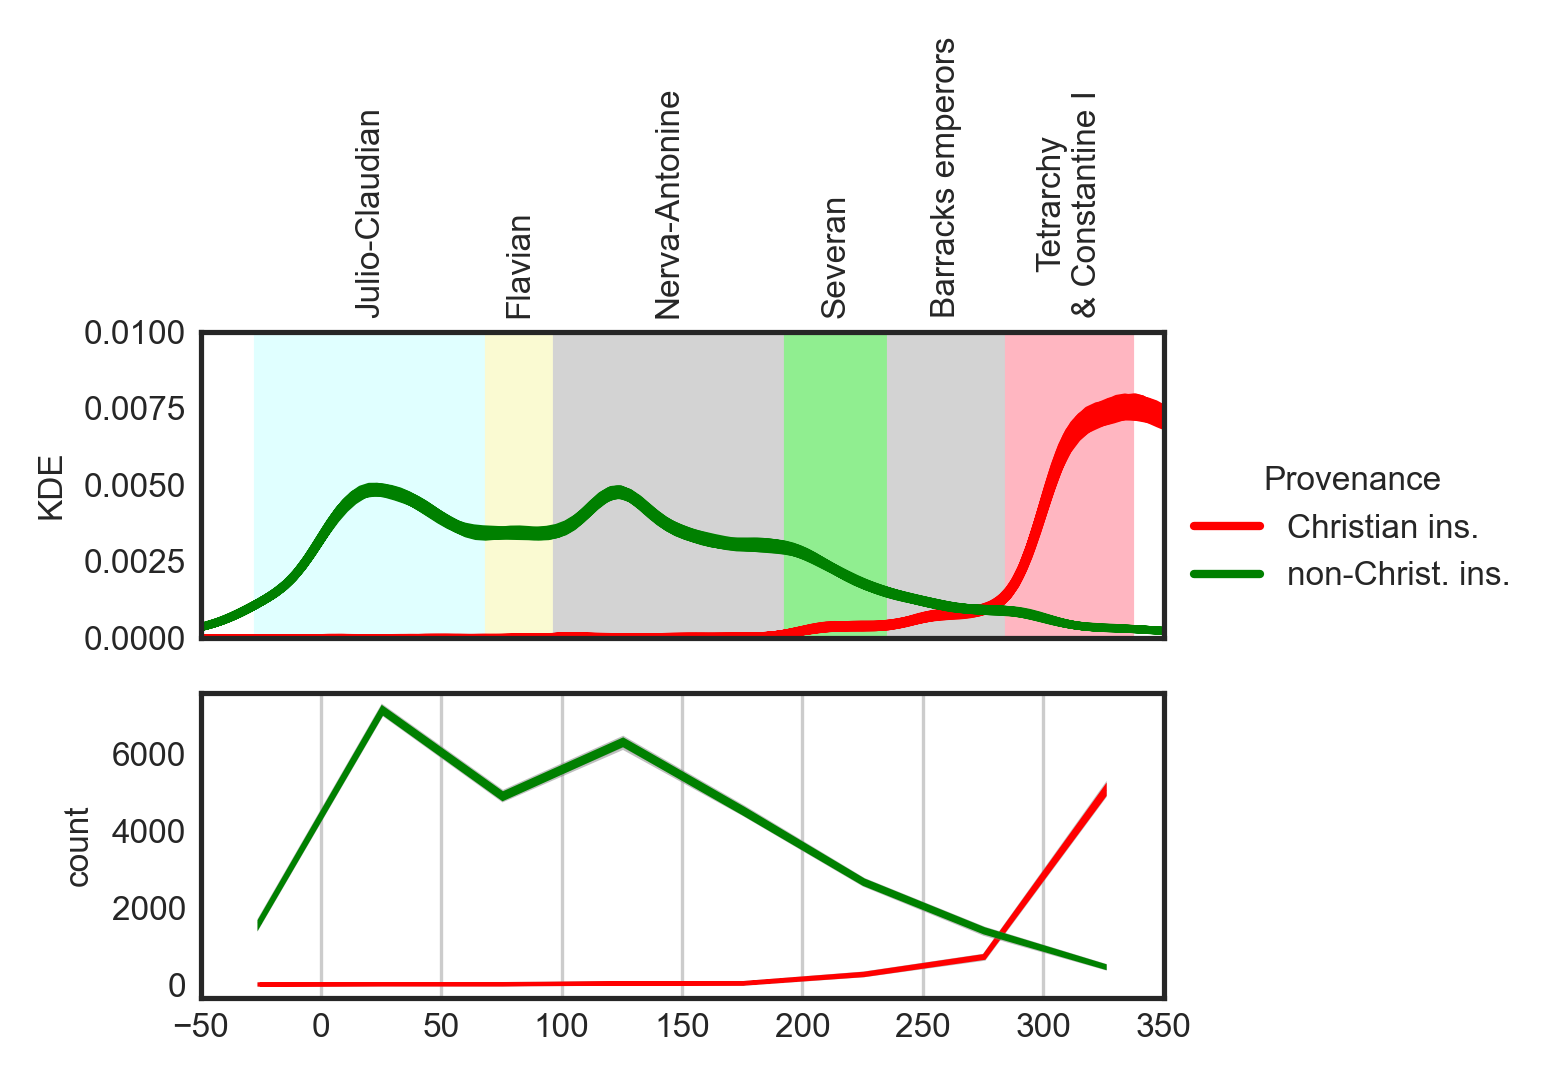 Julio-Claudian
Flavian
Nerva-Antonine
Severan
Barracks emperors
Tetrarchy
& Constantine I
0.0100
0.0075
0.0050
0.0025
0.0000
KDE
Provenance
Christian ins.
non-Christ. ins.
6000
4000
2000
0
count
−50 0 50 100 150 200 250 300 350